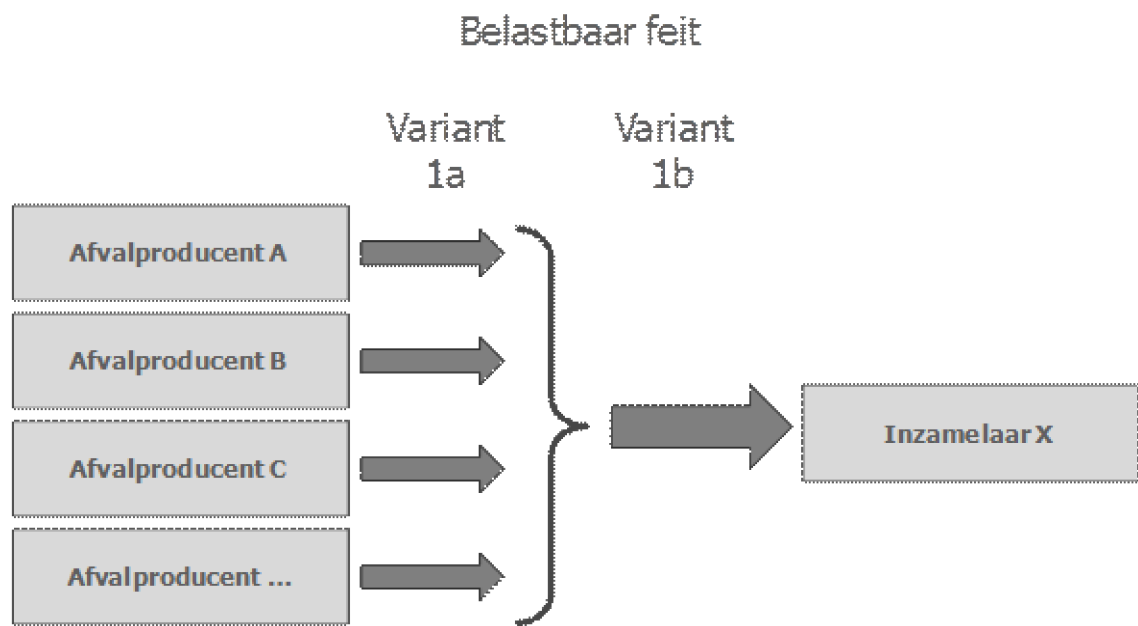 Belastbaar feit
Variant 1a
Variant 1b
Afvalproducent A
Afvalproducent B
Afvalproducent C
Afvalproducent ...
Inzamelaar X